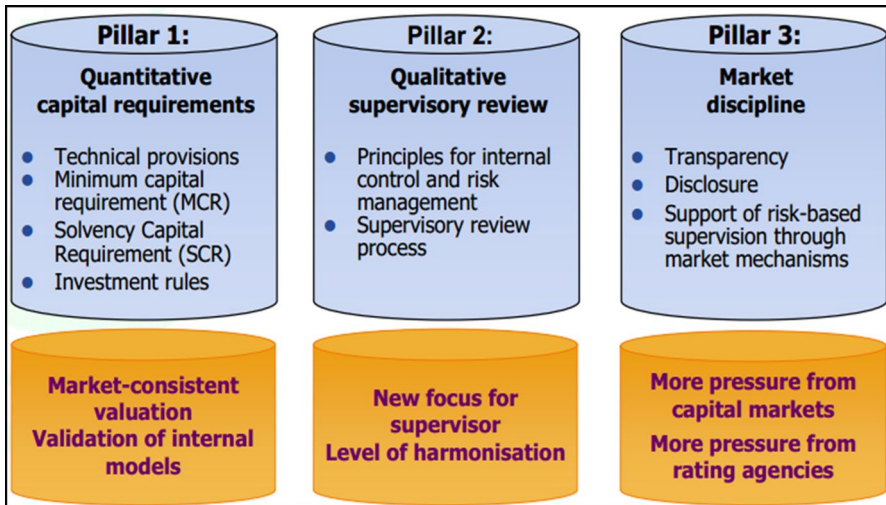 Pillar 1:
Quantitative
capital requirements
● Technical provisions
● Minimum capital
requirement (MCR)
● Solvency Capital
Requirement (SCR)
● Investment rules
Market-consistent
valuation
Validation of internal
models
Pillar 2:
Qualitative
supervisory review
● Principles for internal
control and risk
management
● Supervisory review
process
New focus for
supervisor
Level of harmonisation
Pillar 3:
Market
discipline
● Transparency
● Disclosure
● Support of risk-based
supervision through
market mechanisms
More pressure from
capital markets
More pressure from
rating agencies